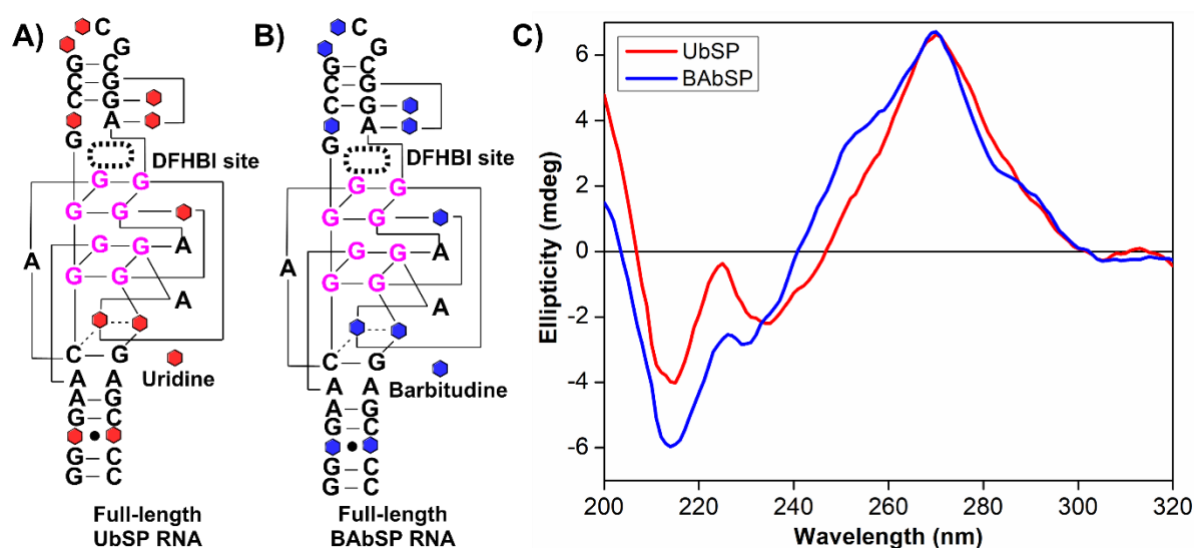 A)
C
G
G C
C G
C G
A
G
DFHBI site
G G
G G
A
G G
A
G G
A
C G
Uridine
A A
A G
G C
•
G C
G C
Full-length
UbSP RNA
B)
C
G
G C
C G
C G
A
G
DFHBI site
G G
G G
A
G G
A
G G
A
C G
Barbitudine
A A
A G
G C
•
G C
G C
Full-length
BAbSP RNA
C)
UbSP
BAbSP
Ellipticity (mdeg)
6
4
2
0
-2
-4
-6
200 220 240 260 280 300 320
Wavelength (nm)